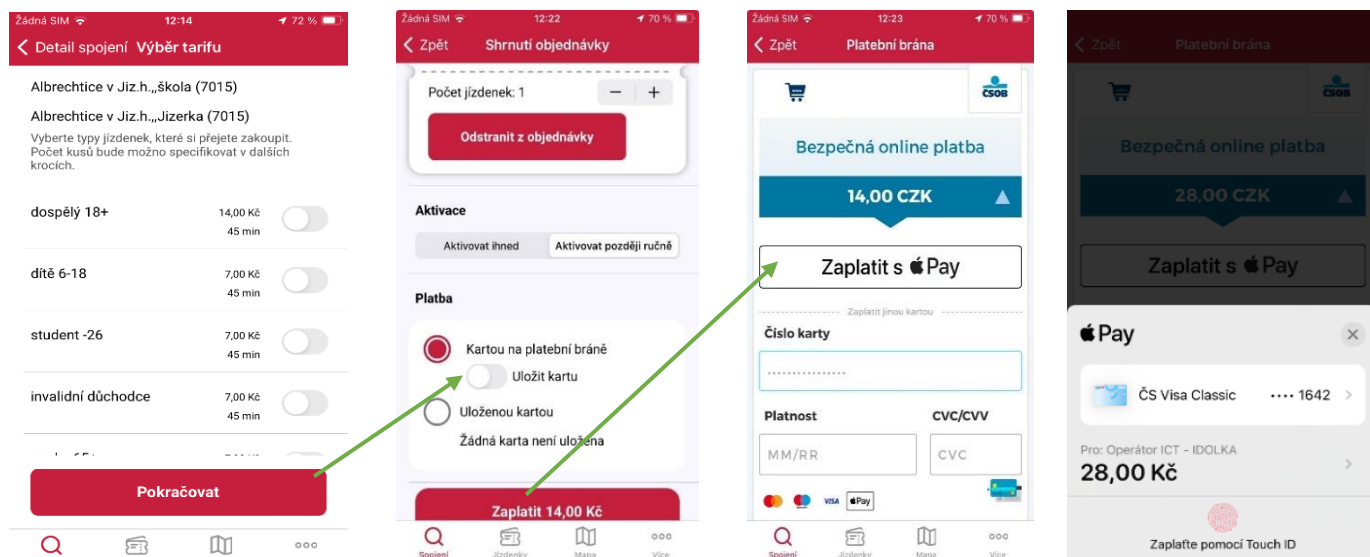 Žádná SIM 12:14 72 %
Detail spojení Výběr tarifu
Albrechtice v Jiz.h.,,škola (7015)
Albrechtice v Jiz.h.,,Jizerka (7015)
Vyberte typy jízdenek, které si přejete zakoupit.
Počet kusů bude možno specifikovat v dalších
krocích.
dospělý 18+ 14,00 Kč
45 min
dítě 6-18 7,00 Kč
45 min
student -26 7,00 Kč
45 min
invalidní důchodce 7,00 Kč
45 min
Pokračovat
Žádná SIM 12:22 70 %
Zpět Shrnutí objednávky
Počet jízdenek: 1 − +
Odstranit z objednávky
Aktivace
Aktivovat ihned Aktivovat později ručně
Platba
Kartou na platební bráně
Uložit kartu
Uloženou kartou
Žádná karta není uložena
Zaplatit 14,00 Kč
Spojení Jízdenky Mapa Více
Žádná SIM 12:23 70 %
Zpět Platební brána
ČSOB
Bezpečná online platba
14,00 CZK
Zaplatit s Pay
Zaplatit jinou kartou
Číslo karty
Platnost CVC/CVV
MM/RR CVC
VISA Pay
Spojení Jízdenky Mapa Více
Zpět Platební brána
ČSOB
Bezpečná online platba
28,00 CZK
Zaplatit s Pay
Pay
ČS Visa Classic •••• 1642
Pro: Operátor ICT - IDOLKA
28,00 Kč
Zaplaťte pomocí Touch ID